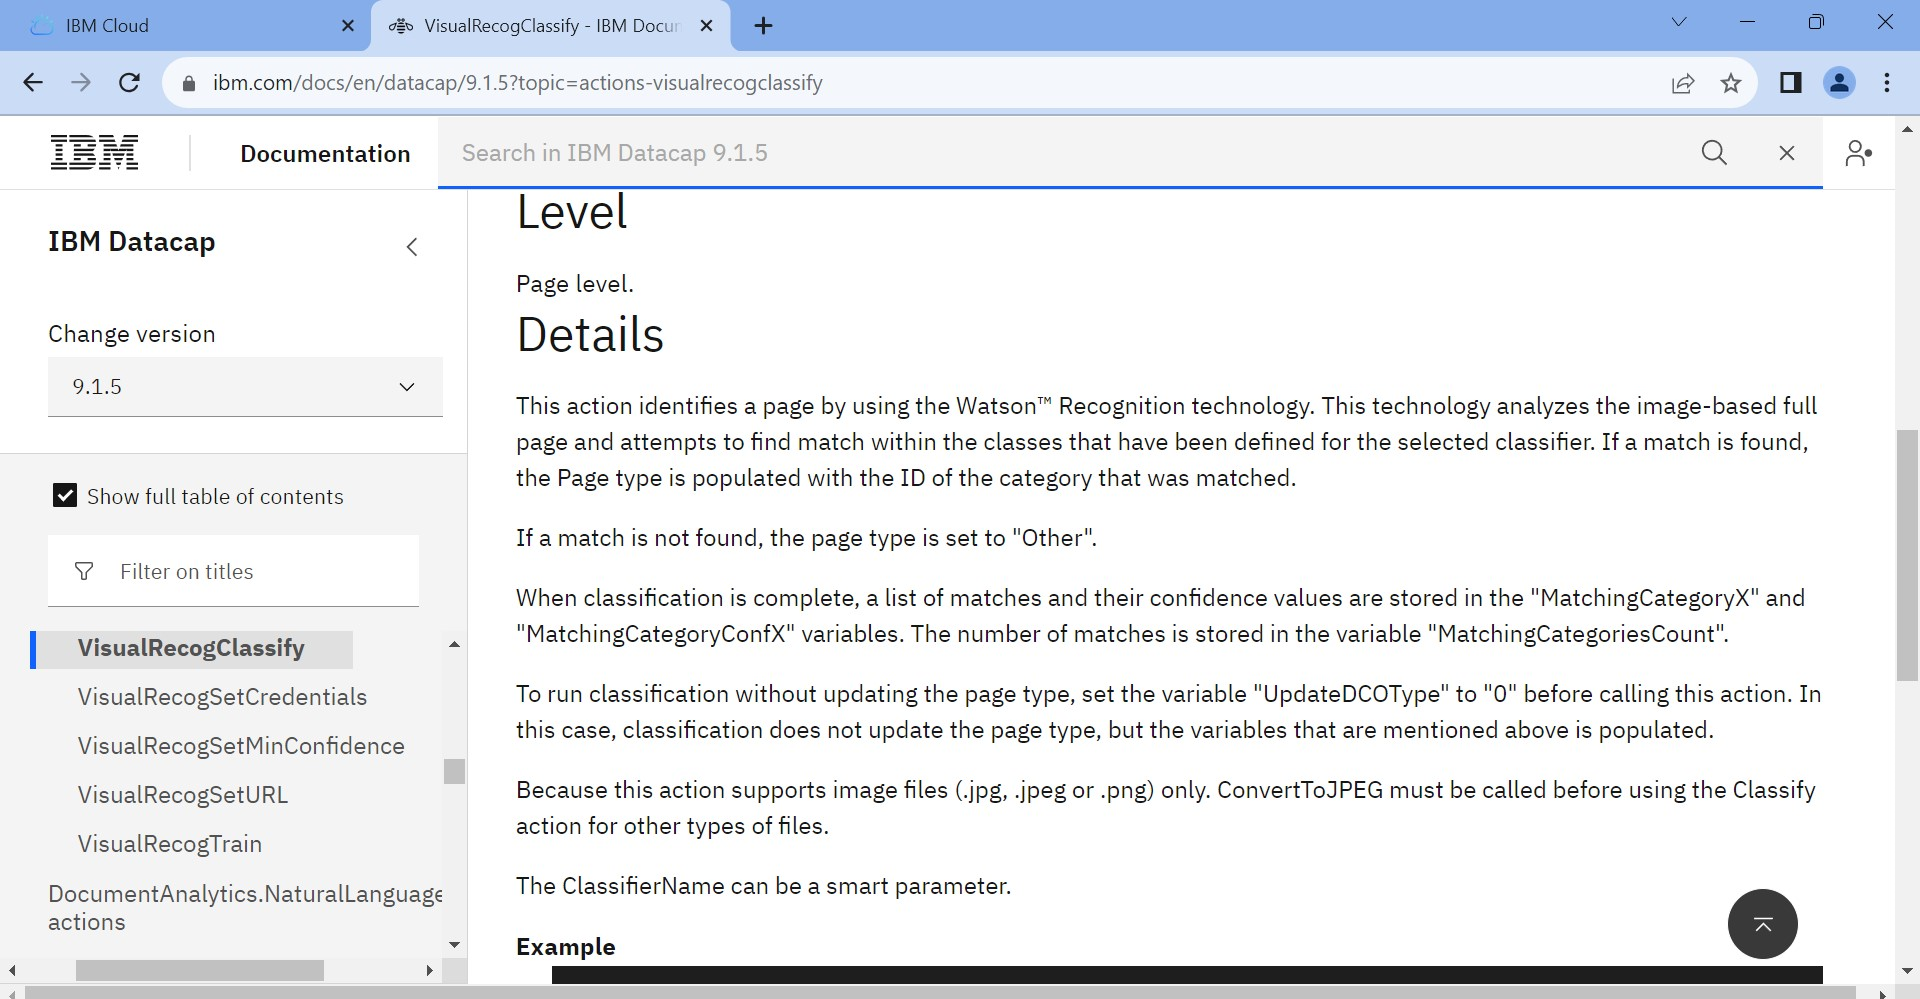 IBM Cloud
VisualRecogClassify - IBM Docu
ibm.com/docs/en/datacap/9.1.5?topic=actions-visualrecogclassify
IBM
Documentation
Search in IBM Datacap 9.1.5
IBM Datacap
Change version
9.1.5
Show full table of contents
Filter on titles
VisualRecogClassify
VisualRecogSetCredentials
VisualRecogSetMinConfidence
VisualRecogSetURL
VisualRecogTrain
DocumentAnalytics.NaturalLanguage
actions
Level
Page level.
Details
This action identifies a page by using the Watson™ Recognition technology. This technology analyzes the image-based full
page and attempts to find match within the classes that have been defined for the selected classifier. If a match is found,
the Page type is populated with the ID of the category that was matched.
If a match is not found, the page type is set to "Other".
When classification is complete, a list of matches and their confidence values are stored in the "MatchingCategoryX" and
"MatchingCategoryConfX" variables. The number of matches is stored in the variable "MatchingCategoriesCount".
To run classification without updating the page type, set the variable "UpdateDCOType" to "0" before calling this action. In
this case, classification does not update the page type, but the variables that are mentioned above is populated.
Because this action supports image files (.jpg, .jpeg or .png) only. ConvertToJPEG must be called before using the Classify
action for other types of files.
The ClassifierName can be a smart parameter.
Example